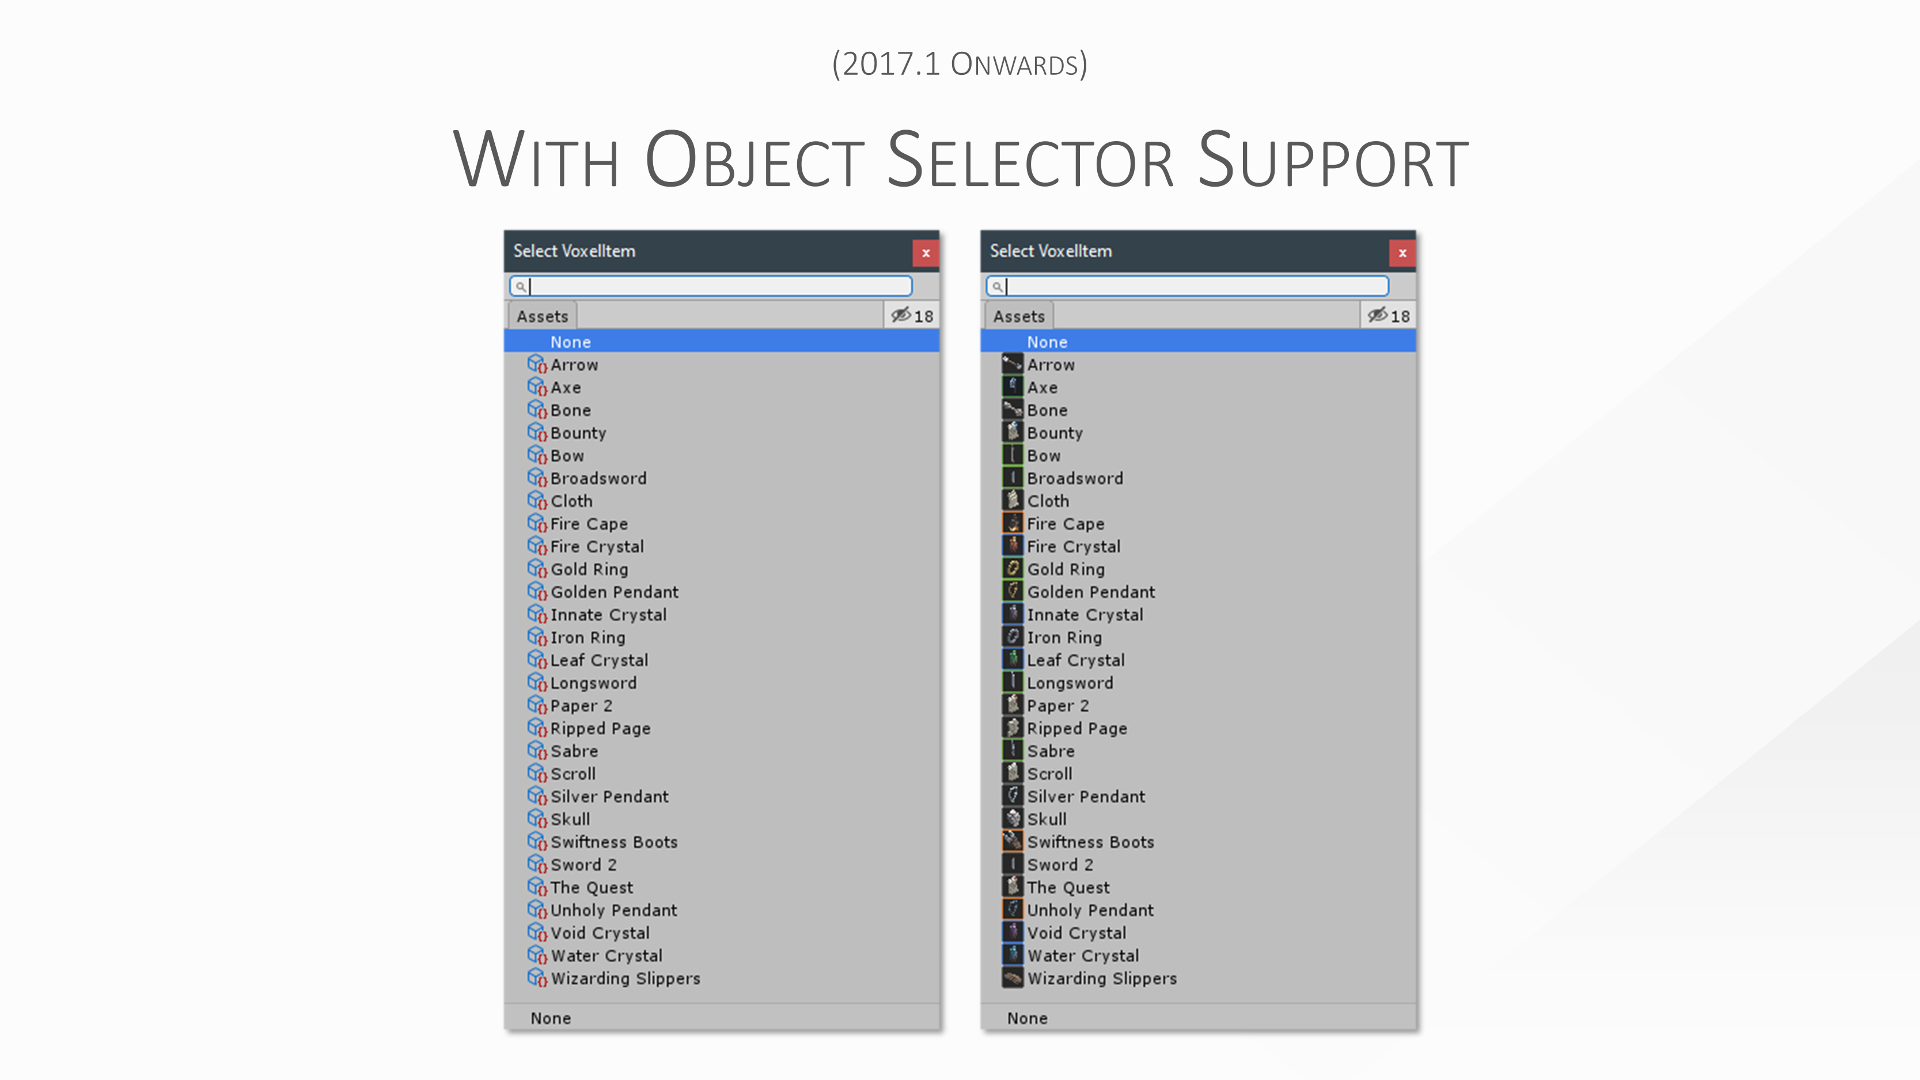 (2017.1 Onwards)
With Object Selector Support
Select VoxelItem
x
Assets
18
None
Arrow
Axe
Bone
Bounty
Bow
Broadsword
Cloth
Fire Cape
Fire Crystal
Gold Ring
Golden Pendant
Innate Crystal
Iron Ring
Leaf Crystal
Longsword
Paper 2
Ripped Page
Sabre
Scroll
Silver Pendant
Skull
Swiftness Boots
Sword 2
The Quest
Unholy Pendant
Void Crystal
Water Crystal
Wizarding Slippers
None
Select VoxelItem
x
Assets
18
None
Arrow
Axe
Bone
Bounty
Bow
Broadsword
Cloth
Fire Cape
Fire Crystal
Gold Ring
Golden Pendant
Innate Crystal
Iron Ring
Leaf Crystal
Longsword
Paper 2
Ripped Page
Sabre
Scroll
Silver Pendant
Skull
Swiftness Boots
Sword 2
The Quest
Unholy Pendant
Void Crystal
Water Crystal
Wizarding Slippers
None